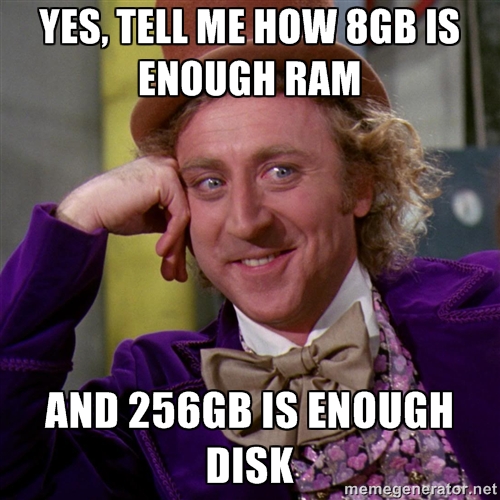 YES, TELL ME HOW 8GB IS
ENOUGH RAM
AND 256GB IS ENOUGH
DISK
memegenerator.net